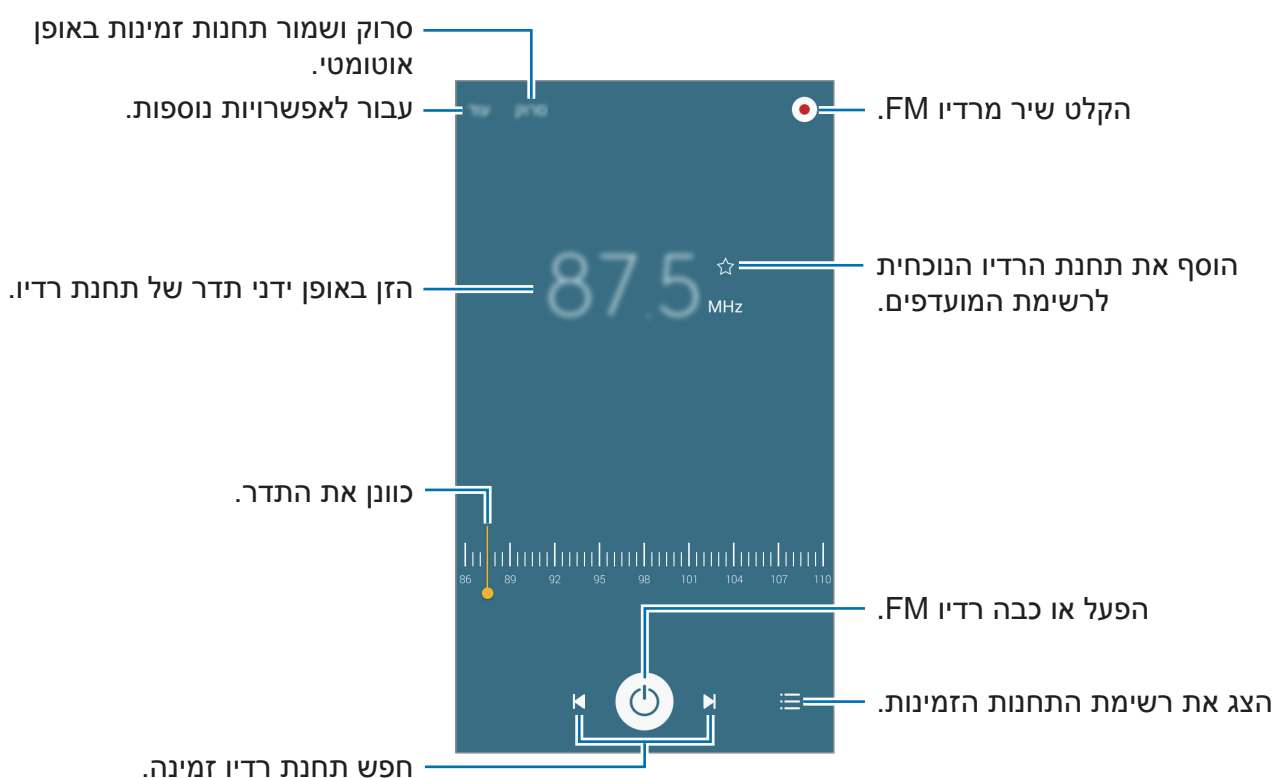 סרוק ושמור תחנות זמינות באופן
אוטומטי.
עבור לאפשרויות נוספות.
עוד
סרוק
הקלט שיר מרדיו FM.
הוסף את תחנת הרדיו הנוכחית
לרשימת המועדפים.
87.5
MHz
הזן באופן ידני תדר של תחנת רדיו.
כוונן את התדר.
86 89 92 95 98 101 104 107 110
הפעל או כבה רדיו FM.
הצג את רשימת התחנות הזמינות.
חפש תחנת רדיו זמינה.